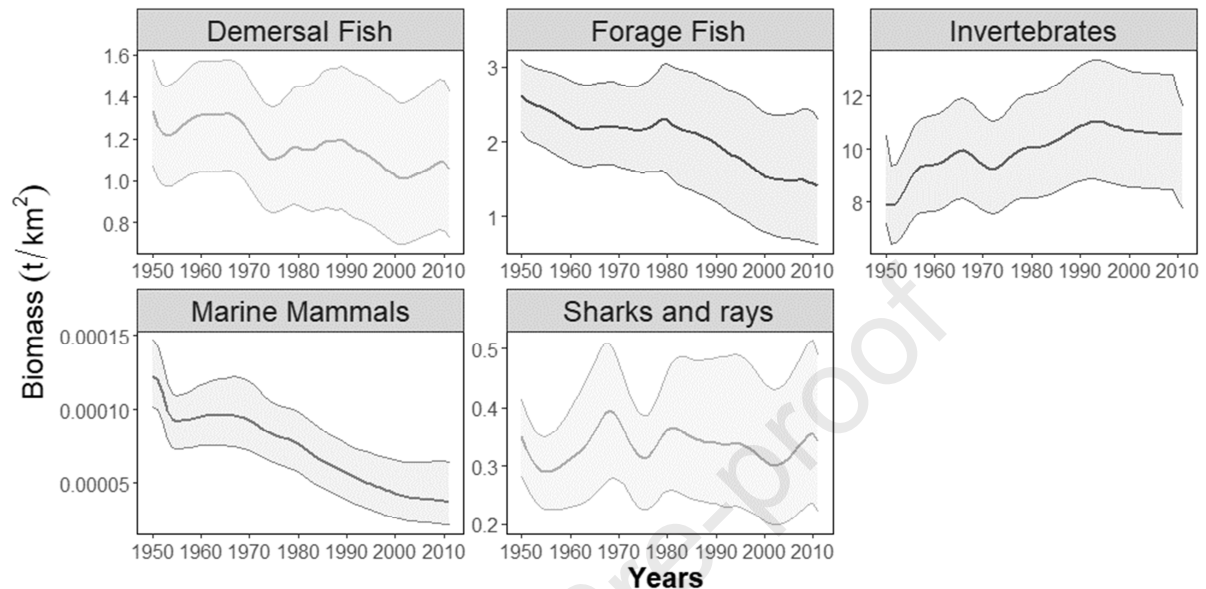 Demersal Fish
Forage Fish
Invertebrates
1.6
1.4
1.2
1.0
0.8
3
2
1
12
10
8
1950 1960 1970 1980 1990 2000 2010
1950 1960 1970 1980 1990 2000 2010
1950 1960 1970 1980 1990 2000 2010
Biomass (t/km²)
Marine Mammals
Sharks and rays
0.00015
0.00010
0.00005
0.5
0.4
0.3
0.2
1950 1960 1970 1980 1990 2000 2010
1950 1960 1970 1980 1990 2000 2010
Years
Pre-proof